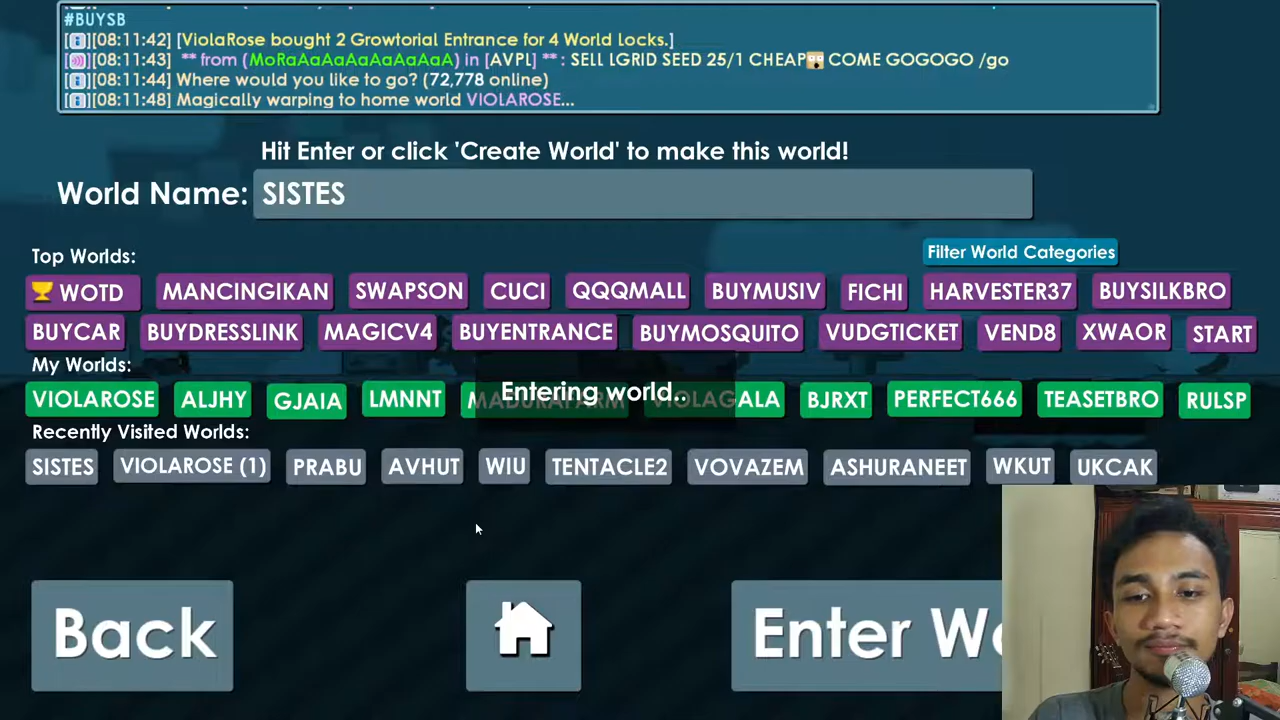 #BUYSB
[08:11:42] [ViolaRose bought 2 Growtorial Entrance for 4 World Locks.]
[08:11:43] ** from (MoRaAaAaAaAaAaAaA) in [AVPL] ** : SELL LGRID SEED 25/1 CHEAP COME GOGOGO /go
[08:11:44] Where would you like to go? (72,778 online)
[08:11:48] Magically warping to home world VIOLAROSE...
Hit Enter or click 'Create World' to make this world!
World Name: SISTES
Top Worlds:
Filter World Categories
WOTD MANCINGIKAN SWAPSON CUCI QQQMALL BUYMUSIV FICHI HARVESTER37 BUYSILKBRO
BUYCAR BUYDRESSLINK MAGICV4 BUYENTRANCE BUYMOSQUITO VUDGTICKET VEND8 XWAOR START
My Worlds:
VIOLAROSE ALJHY GJAIA LMNNT MADURAFARM VIOLAGALA BJRXT PERFECT666 TEASETBRO RULSP
Entering world..
Recently Visited Worlds:
SISTES VIOLAROSE (1) PRABU AVHUT WIU TENTACLE2 VOVAZEM ASHURANEET WKUT UKCAK
Back
Enter Wo